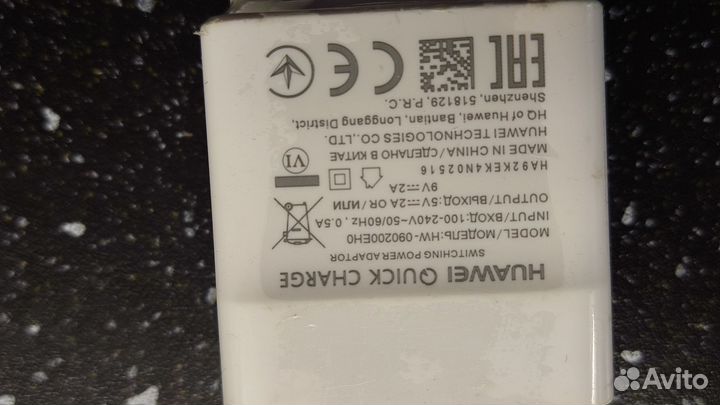 HUAWEI QUICK CHARGE
SWITCHING POWER ADAPTOR
MODEL/МОДЕЛЬ:HW-090200EH0
INPUT/ВХОД:100-240V~50/60Hz, 0.5A
OUTPUT/ВЫХОД:5V⎓2A OR/ИЛИ
9V⎓2A
VI
HA92KEK4N02516
MADE IN CHINA/СДЕЛАНО В КИТАЕ
HUAWEI TECHNOLOGIES CO.,LTD.
HQ of Huawei, Bantian, Longgang District,
Shenzhen, 518129, P.R.C.
EAC
CE
Avito